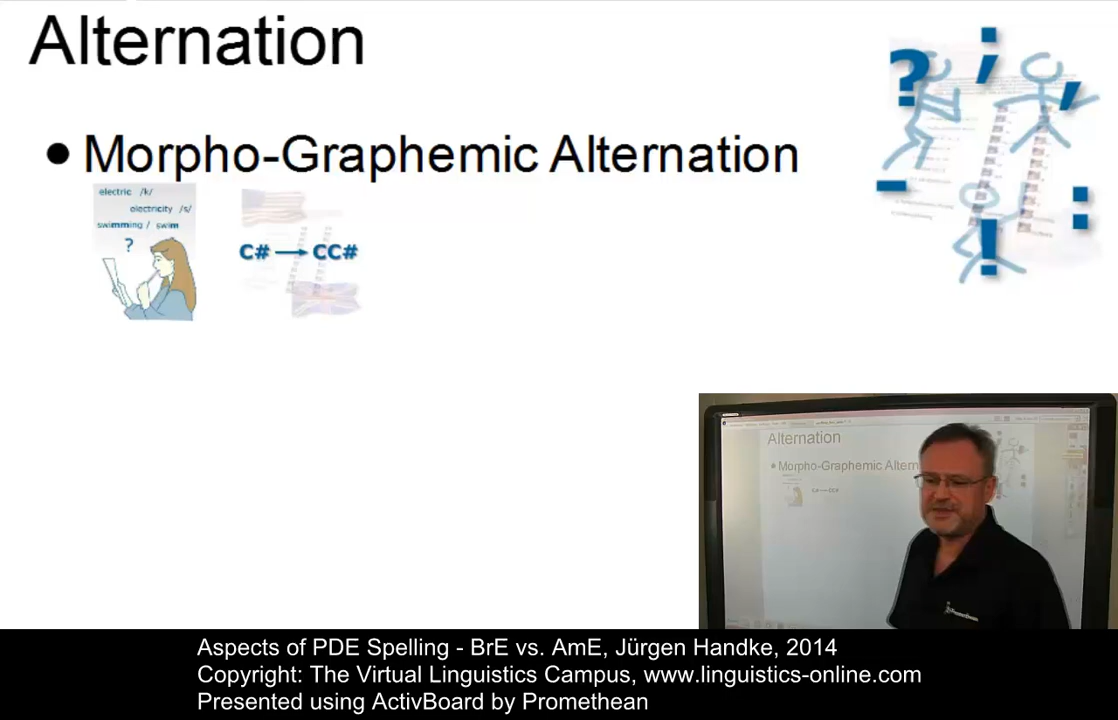 Alternation
• Morpho-Graphemic Alternation
electric /k/
electricity /s/
swimming / swim
?
C# → CC#
? ; ,
- ! :
Alternation
• Morpho-Graphemic Altern
C# → CC#
Aspects of PDE Spelling - BrE vs. AmE, Jürgen Handke, 2014
Copyright: The Virtual Linguistics Campus, www.linguistics-online.com
Presented using ActivBoard by Promethean